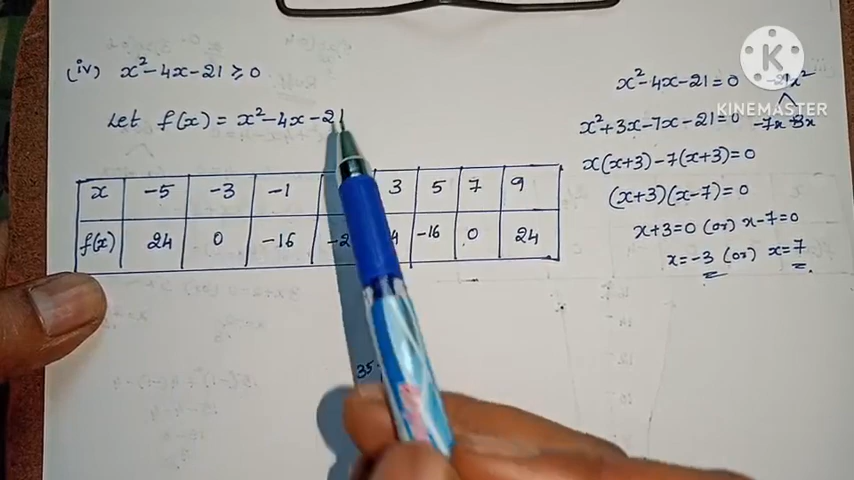 (iv) x²-4x-21 ≥ 0
Let f(x) = x²-4x-21
x -5 -3 -1 3 5 7 9
f(x) 24 0 -16 -16 0 24
35
x²-4x-21=0
x²+3x-7x-21=0
x(x+3)-7(x+3)=0
(x+3)(x-7)=0
x+3=0 (or) x-7=0
x=-3 (or) x=7
-21x²
-7x 3x
K
KINEMASTER